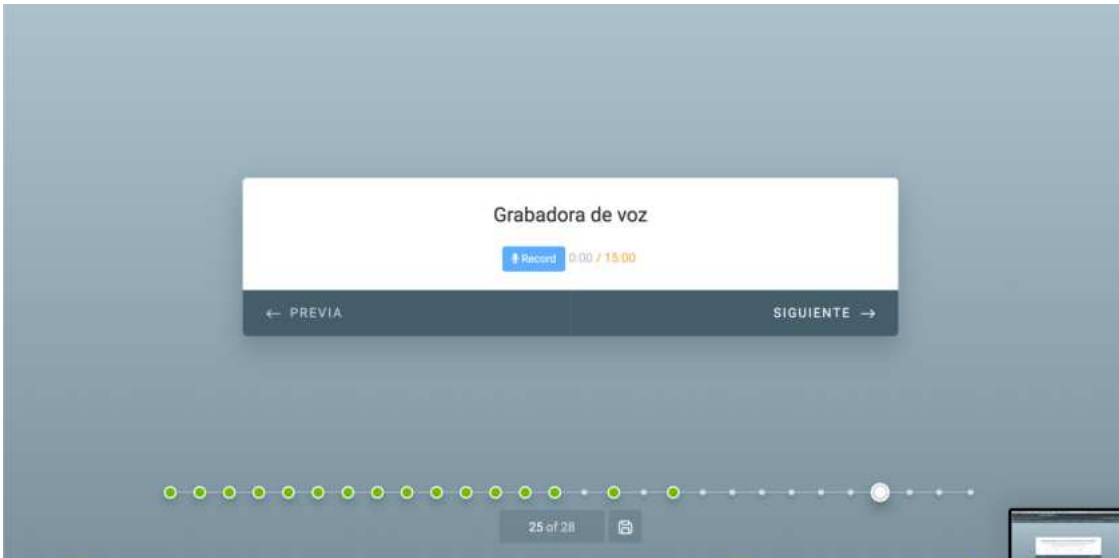 Grabadora de voz
Record 0:00 / 15:00
← PREVIA
SIGUIENTE →
25 of 28